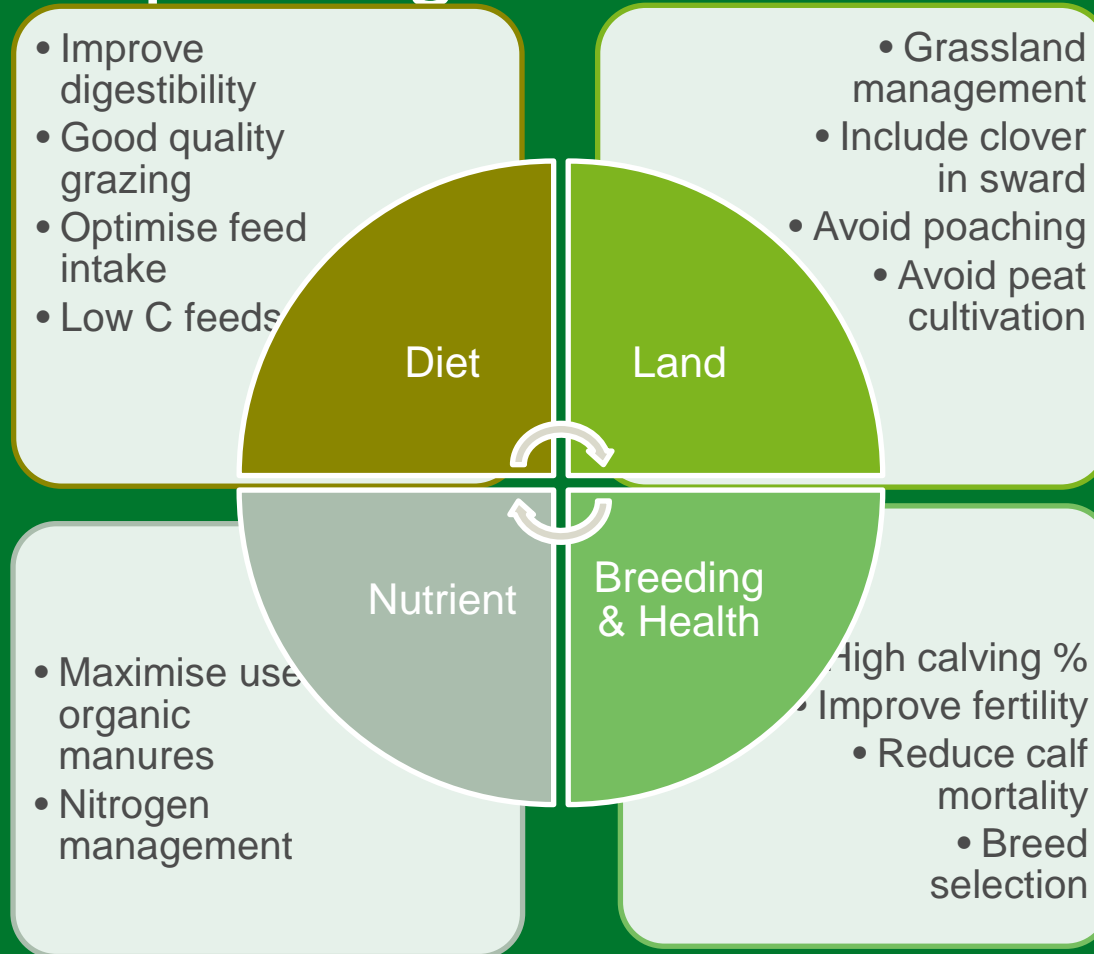 • Improve
digestibility
• Good quality
grazing
• Optimise feed
intake
• Low C feeds
• Grassland
management
• Include clover
in sward
• Avoid poaching
• Avoid peat
cultivation
Diet
Land
Nutrient
Breeding
& Health
• Maximise use
organic
manures
• Nitrogen
management
High calving %
• Improve fertility
• Reduce calf
mortality
• Breed
selection